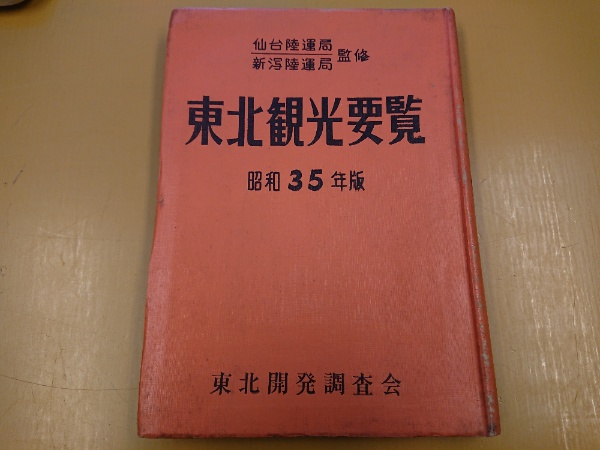 仙台陸運局
新潟陸運局 監修
東北観光要覧
昭和35年版
東北開発調査会